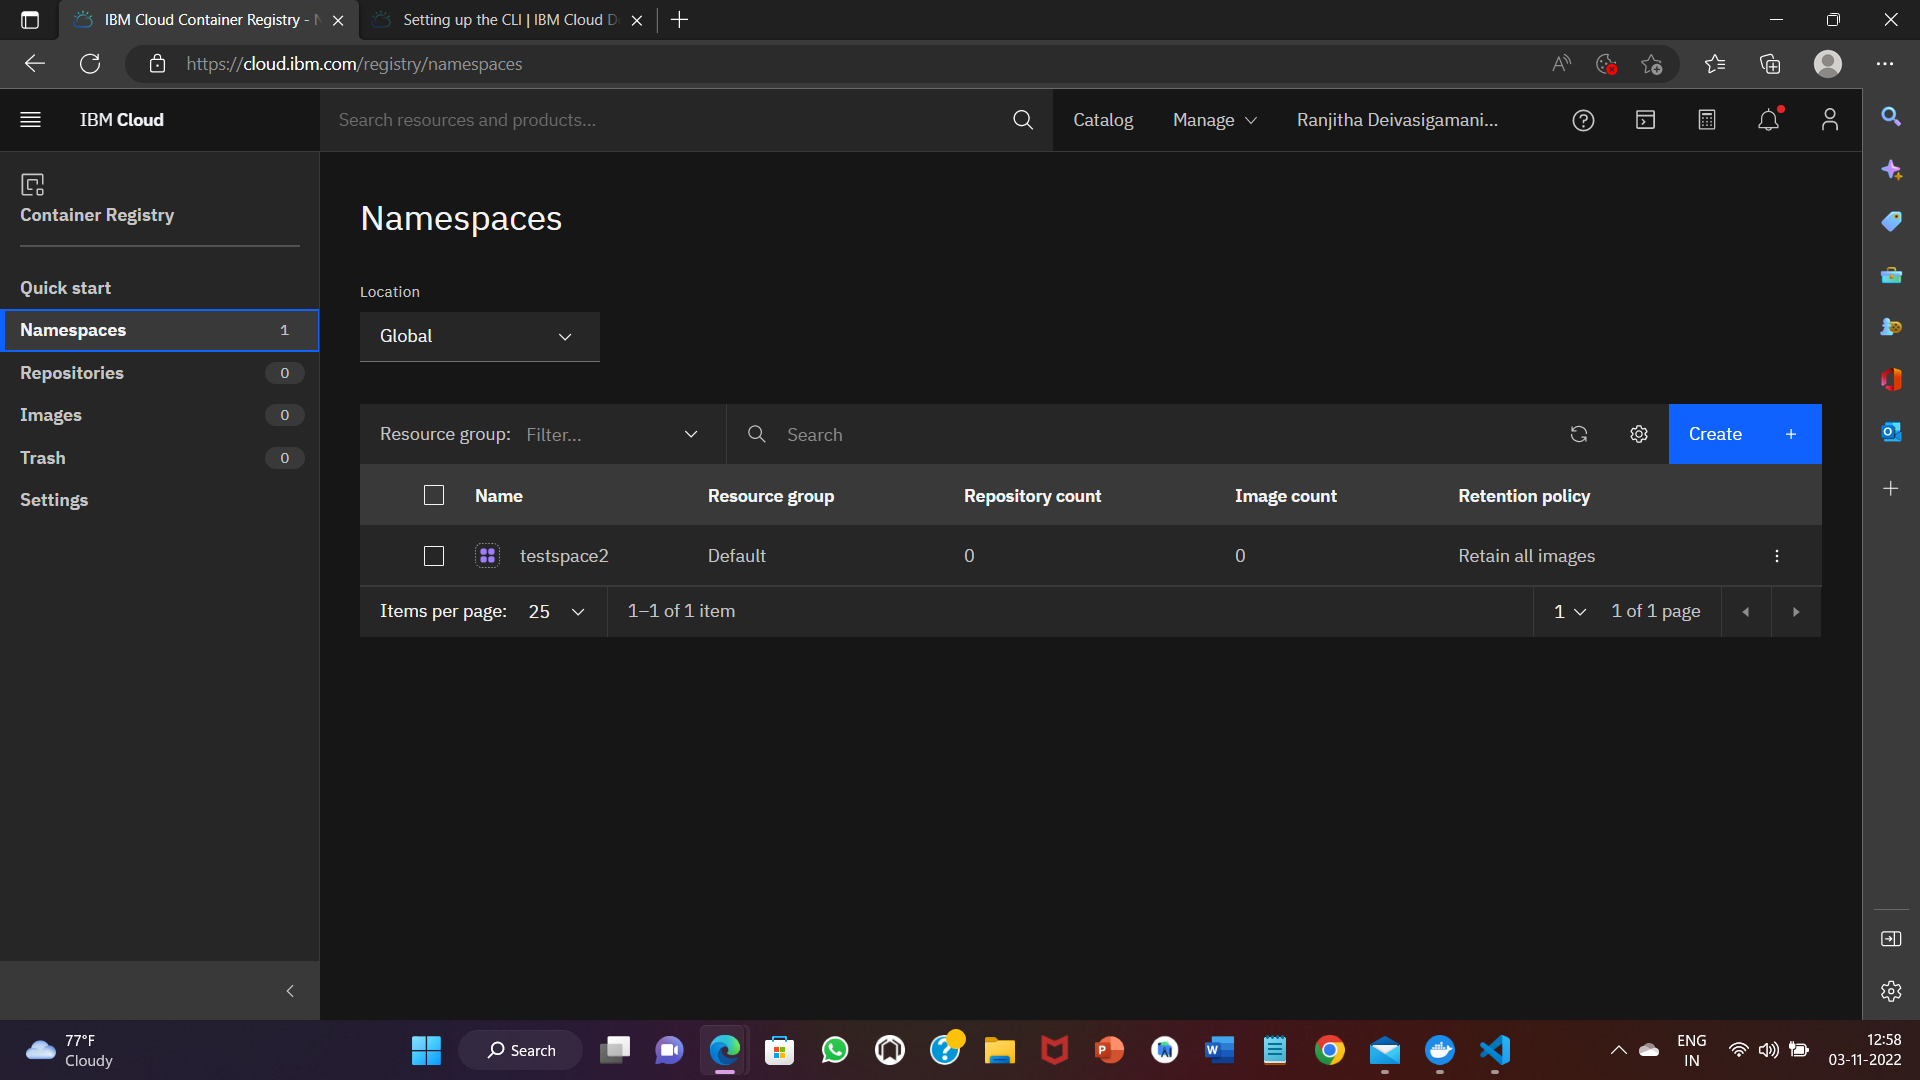 IBM Cloud Container Registry - N
Setting up the CLI | IBM Cloud D
https://cloud.ibm.com/registry/namespaces
IBM Cloud
Search resources and products...
Catalog
Manage
Ranjitha Deivasigamani...
Container Registry
Quick start
Namespaces 1
Repositories 0
Images 0
Trash 0
Settings
Namespaces
Location
Global
Resource group: Filter...
Search
Create +
Name Resource group Repository count Image count Retention policy
testspace2 Default 0 0 Retain all images
Items per page: 25 1–1 of 1 item 1 1 of 1 page
77°F
Cloudy
Search
ENG
IN
12:58
03-11-2022